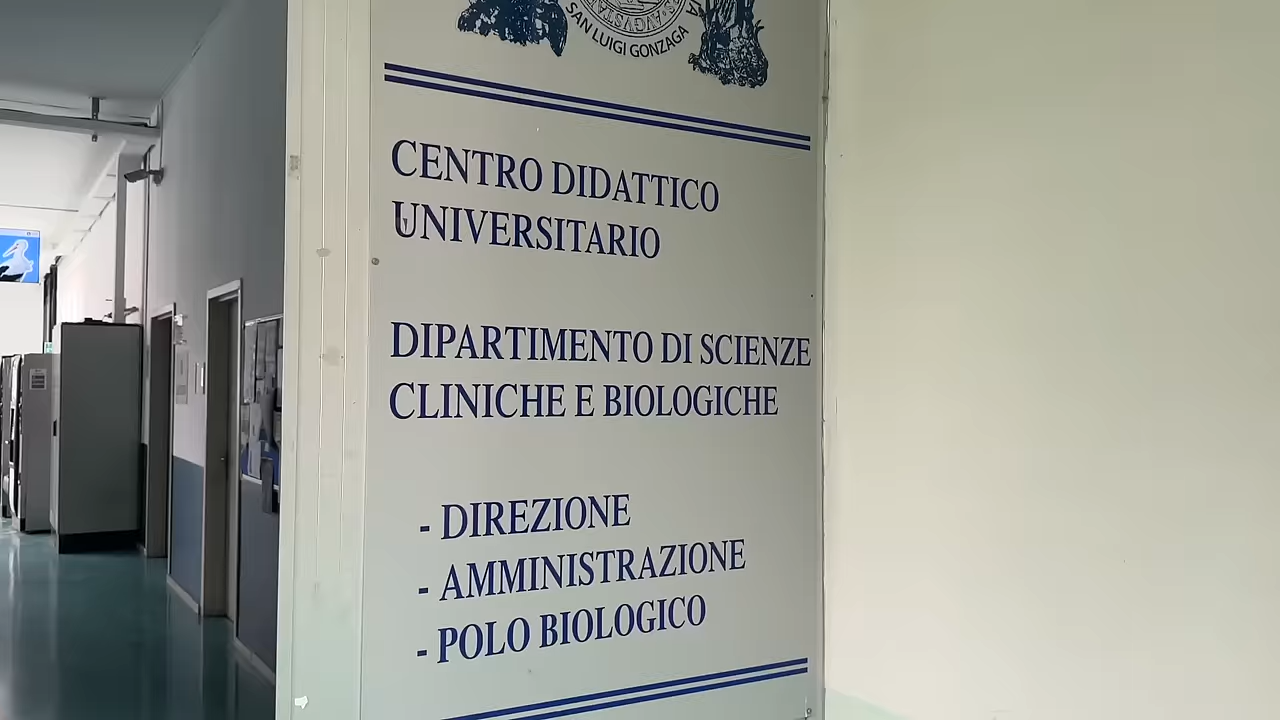 SAN LUIGI GONZAGA
CENTRO DIDATTICO
UNIVERSITARIO
DIPARTIMENTO DI SCIENZE
CLINICHE E BIOLOGICHE
- DIREZIONE
- AMMINISTRAZIONE
- POLO BIOLOGICO